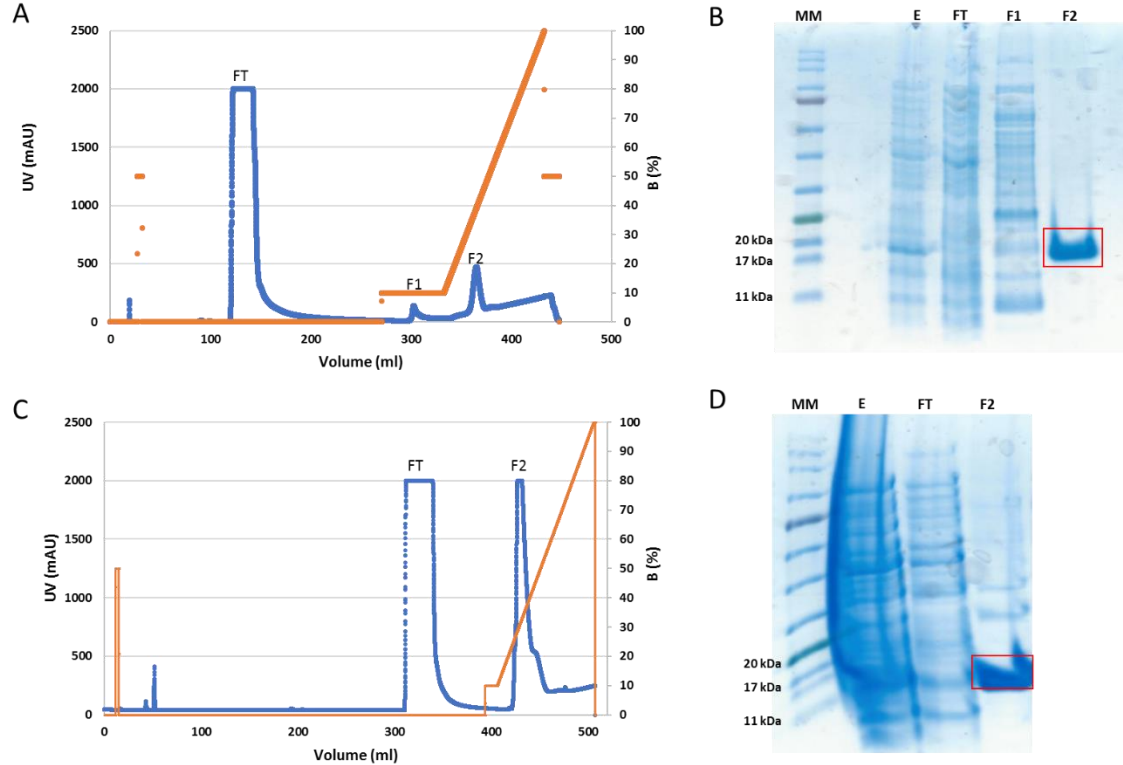 A
2500
2000
1500
1000
500
0
UV (mAU)
100
90
80
70
60
50
40
30
20
10
0
B (%)
0 100 200 300 400 500
Volume (ml)
FT
F1
F2
B
MM E FT F1 F2
20 kDa
17 kDa
11 kDa
C
2500
2000
1500
1000
500
0
UV (mAU)
100
90
80
70
60
50
40
30
20
10
0
B (%)
0 100 200 300 400 500
Volume (ml)
FT
F2
D
MM E FT F2
20 kDa
17 kDa
11 kDa